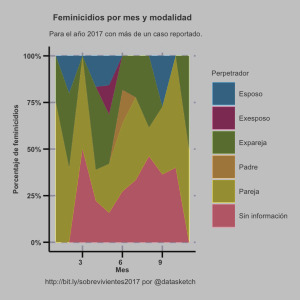 Feminicidios por mes y modalidad
Para el año 2017 con más de un caso reportado.
Porcentaje de feminicidios
100%
75%
50%
25%
0%
3
6
9
Mes
Perpetrador
Esposo
Exesposo
Expareja
Padre
Pareja
Sin información
http://bit.ly/sobrevivientes2017 por @datasketch